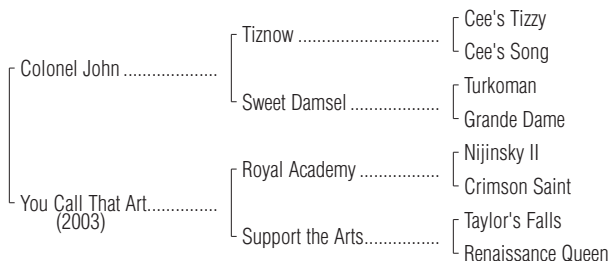 Cee's Tizzy
Tiznow
Cee's Song
Colonel John
Turkoman
Sweet Damsel
Grande Dame
Nijinsky II
Royal Academy
Crimson Saint
You Call That Art
(2003)
Taylor's Falls
Support the Arts
Renaissance Queen